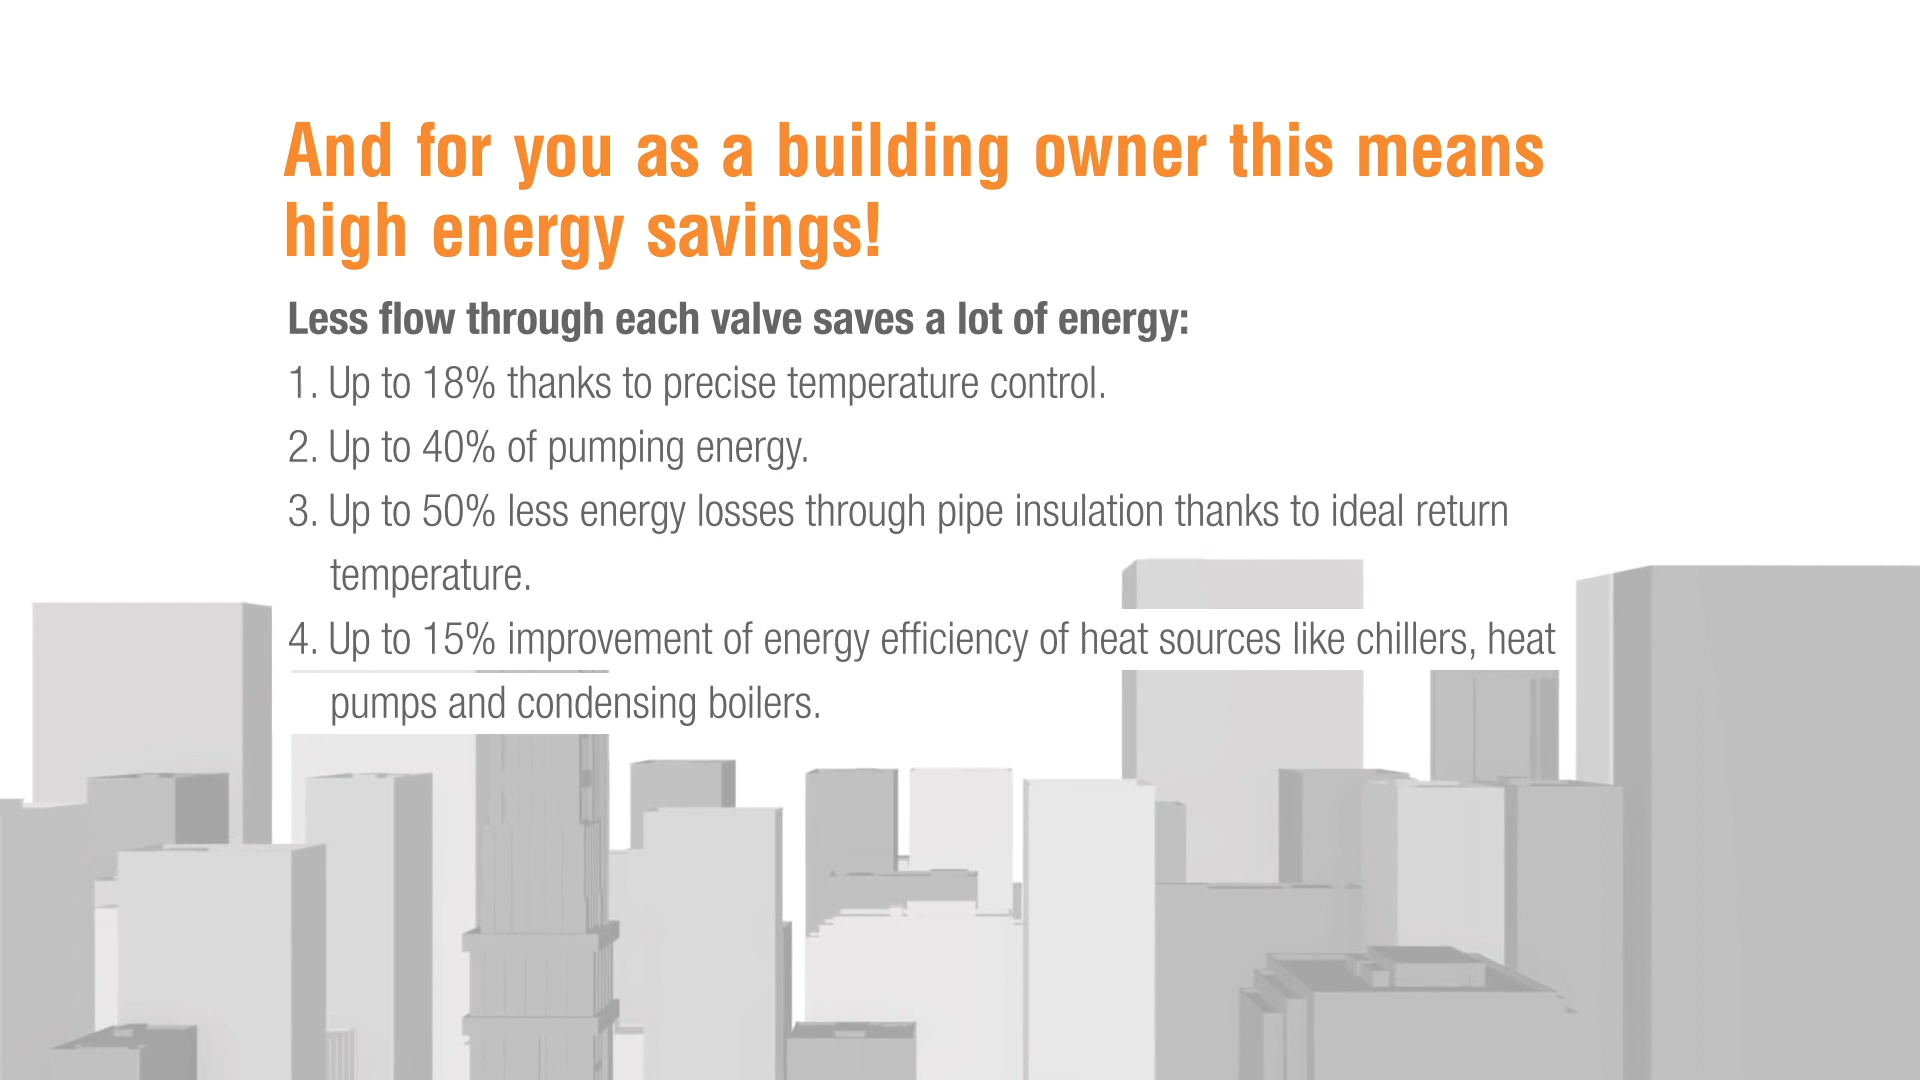 And for you as a building owner this means
high energy savings!
Less flow through each valve saves a lot of energy:
1. Up to 18% thanks to precise temperature control.
2. Up to 40% of pumping energy.
3. Up to 50% less energy losses through pipe insulation thanks to ideal return
temperature.
4. Up to 15% improvement of energy efficiency of heat sources like chillers, heat
pumps and condensing boilers.